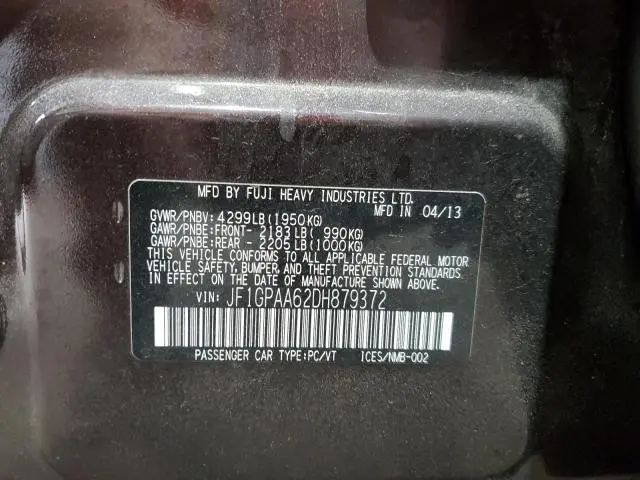 MFD BY FUJI HEAVY INDUSTRIES LTD.
MFD IN 04/13
GVWR/PNBV: 4299LB(1950KG)
GAWR/PNBE:FRONT- 2183LB( 990KG)
GAWR/PNBE:REAR - 2205LB(1000KG)
THIS VEHICLE CONFORMS TO ALL APPLICABLE FEDERAL MOTOR
VEHICLE SAFETY, BUMPER, AND THEFT PREVENTION STANDARDS
IN EFFECT ON THE DATE OF MANUFACTURE SHOWN ABOVE.
VIN: JF1GPAA62DH879372
PASSENGER CAR TYPE:PC/VT ICES/NMB-002